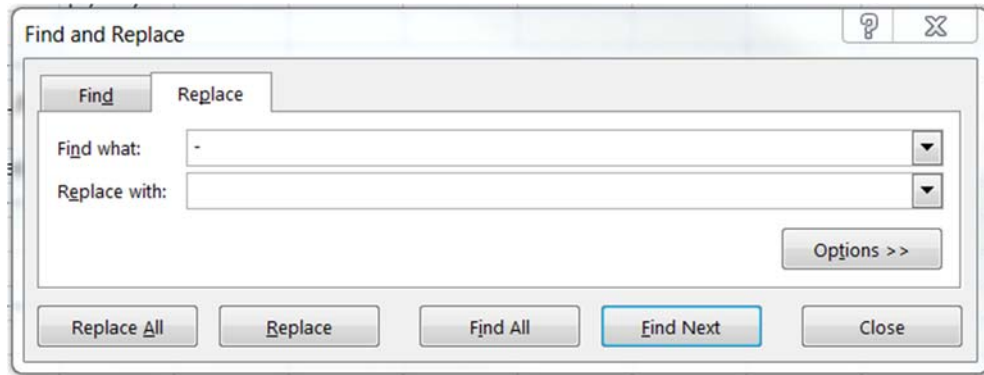 Find and Replace
Find Replace
Find what: -
Replace with:
Options >>
Replace All Replace Find All Find Next Close